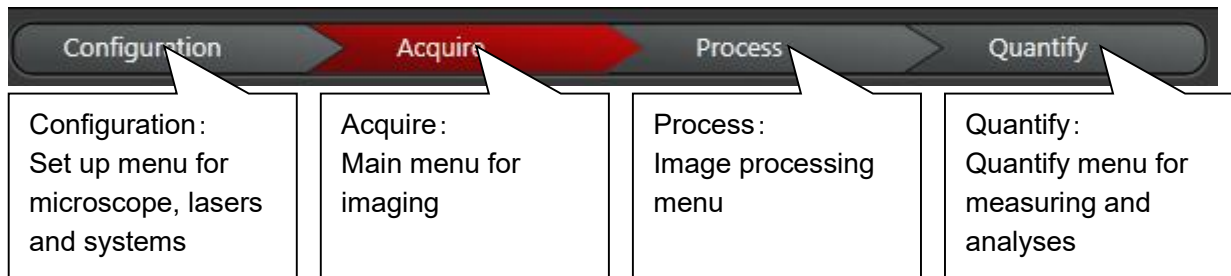 Configuration Acquire Process Quantify
Configuration：
Set up menu for
microscope, lasers
and systems
Acquire：
Main menu for
imaging
Process：
Image processing
menu
Quantify：
Quantify menu for
measuring and
analyses